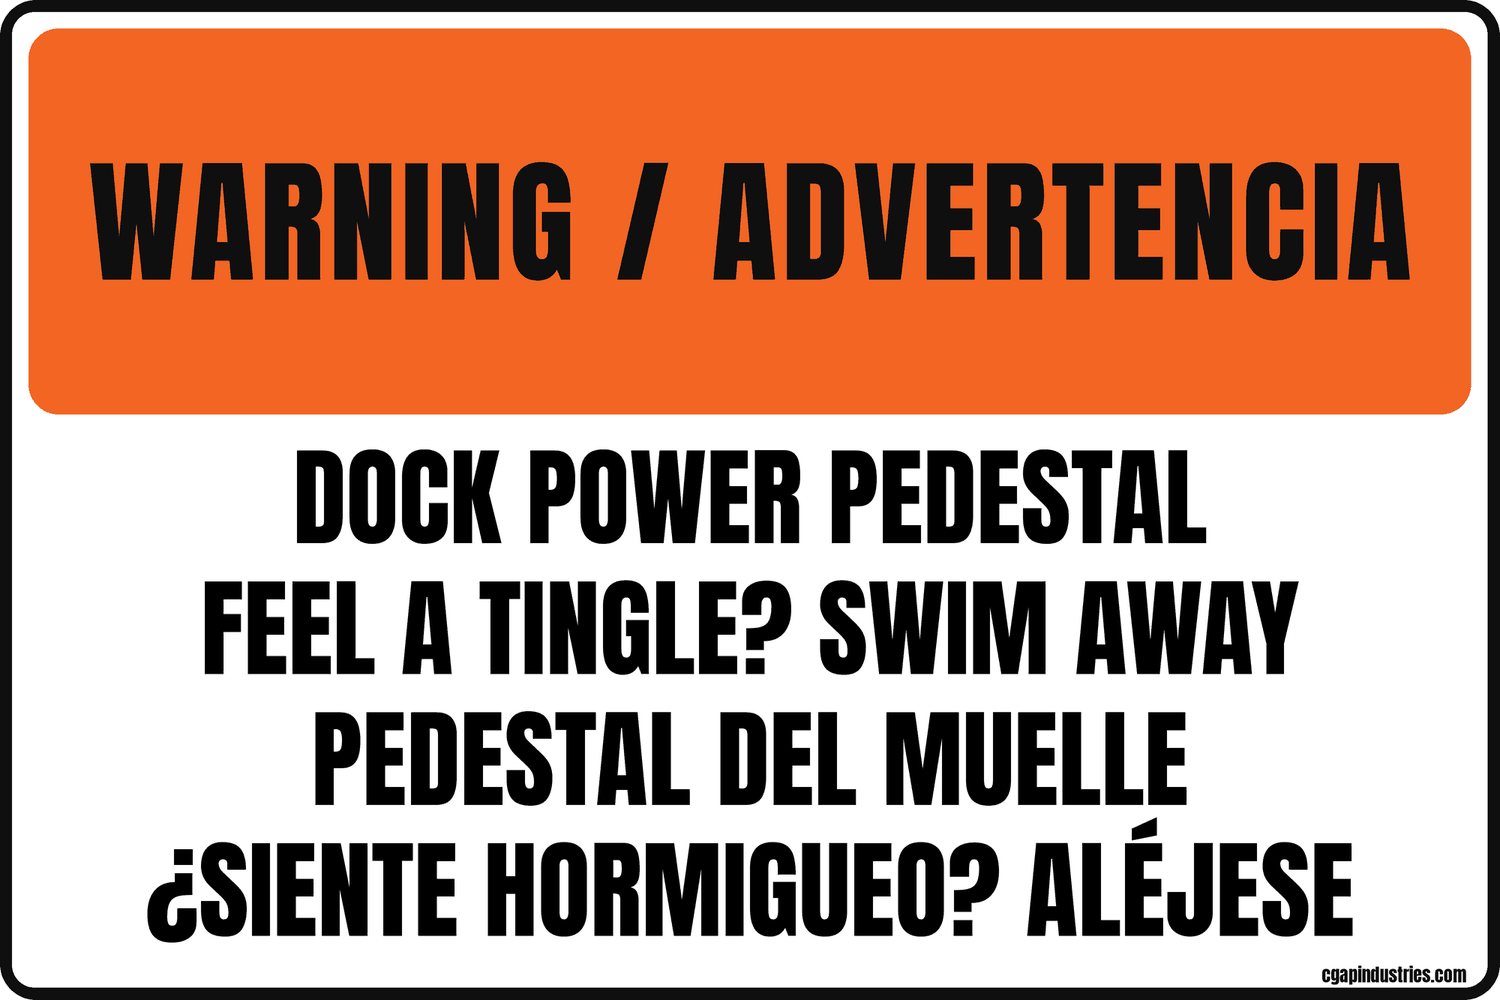 WARNING / ADVERTENCIA
DOCK POWER PEDESTAL
FEEL A TINGLE? SWIM AWAY
PEDESTAL DEL MUELLE
¿SIENTE HORMIGUEO? ALÉJESE
cgapindustries.com